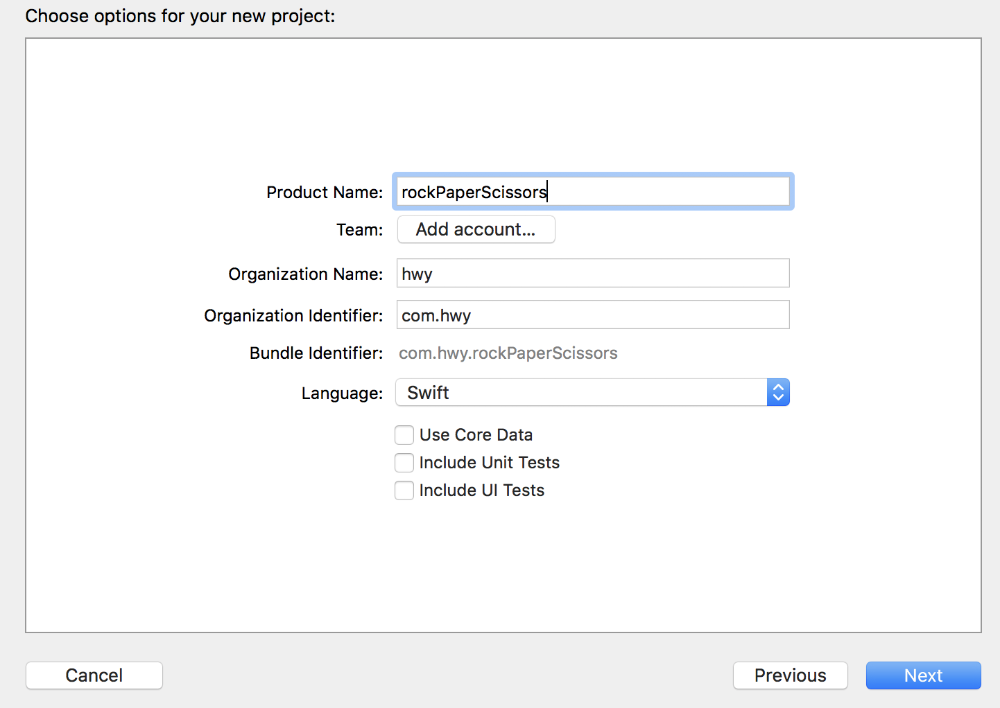 Choose options for your new project:
Product Name: rockPaperScissors
Team: Add account...
Organization Name: hwy
Organization Identifier: com.hwy
Bundle Identifier: com.hwy.rockPaperScissors
Language: Swift
Use Core Data
Include Unit Tests
Include UI Tests
Cancel Previous Next